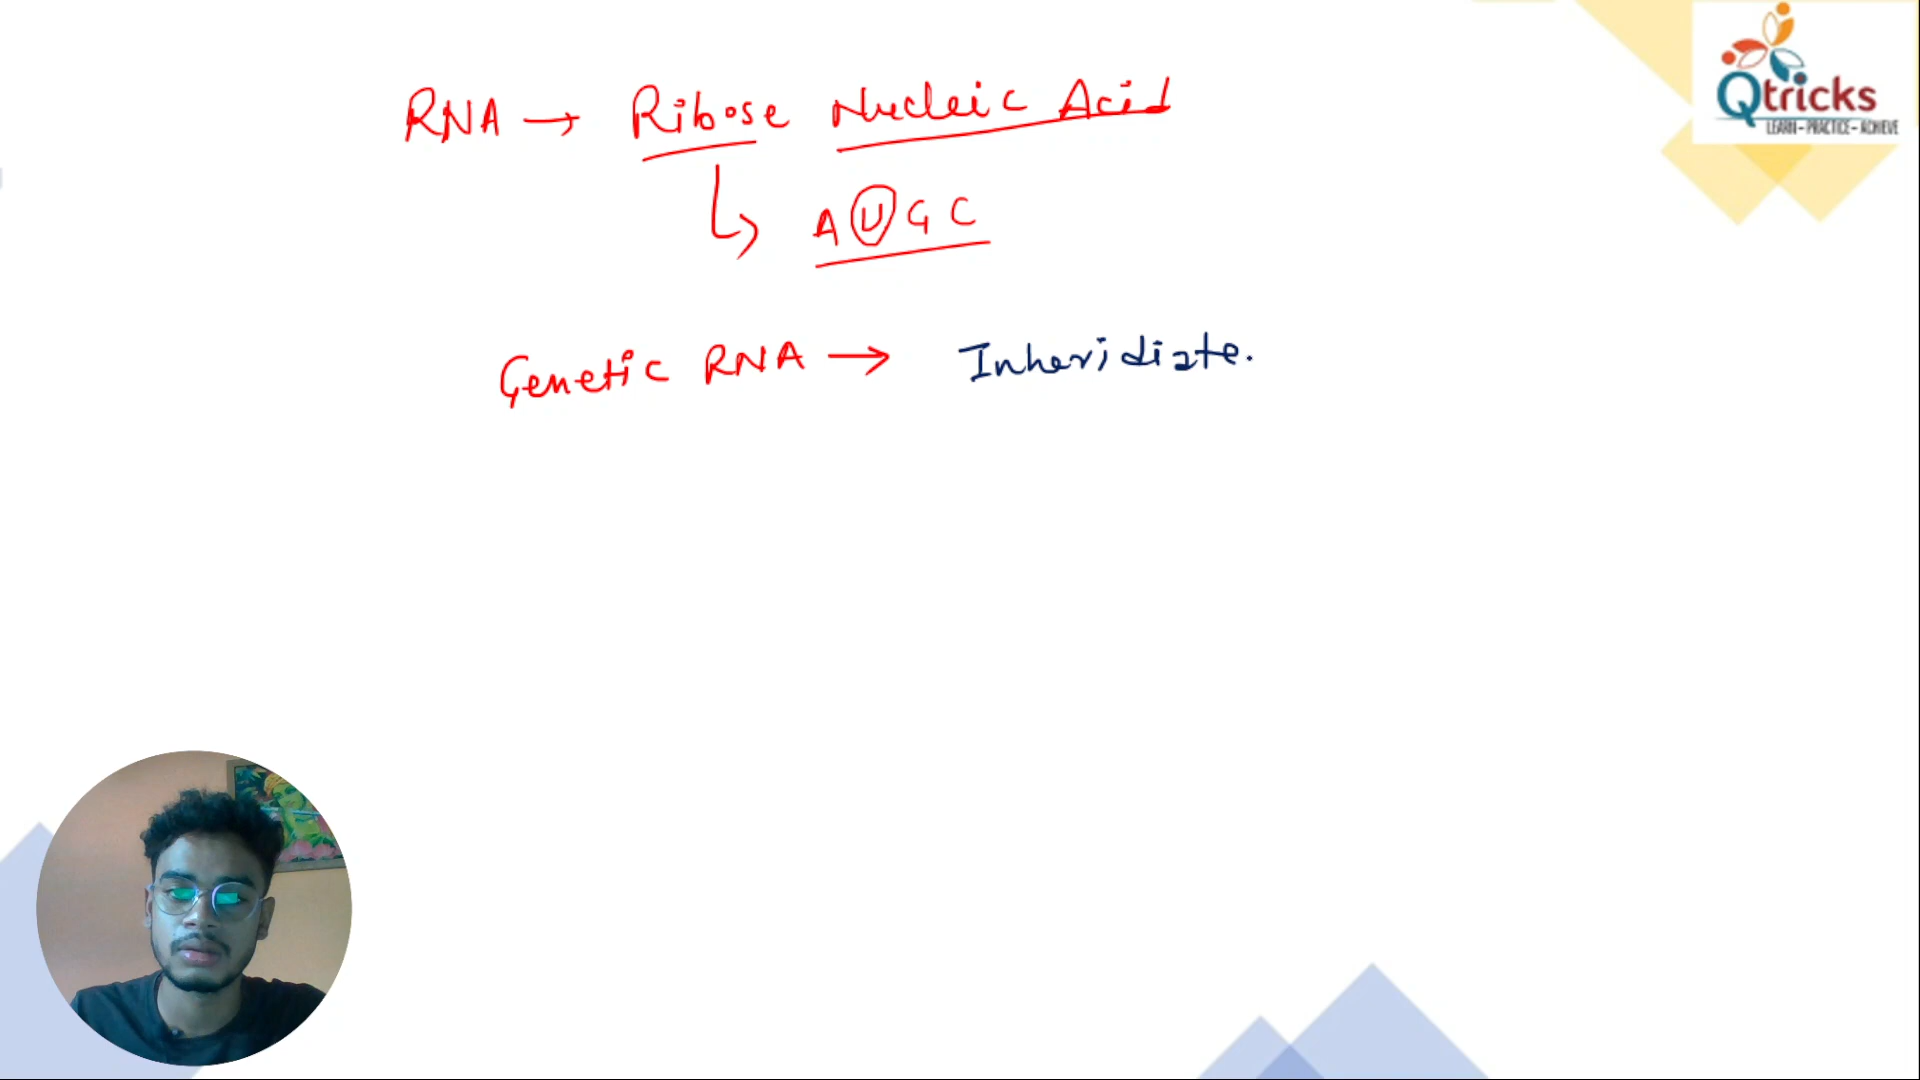 RNA → Ribose Nucleic Acid
A U G C
Genetic RNA → Inheridiate.
Qtricks
LEARN - PRACTICE - ACHIEVE